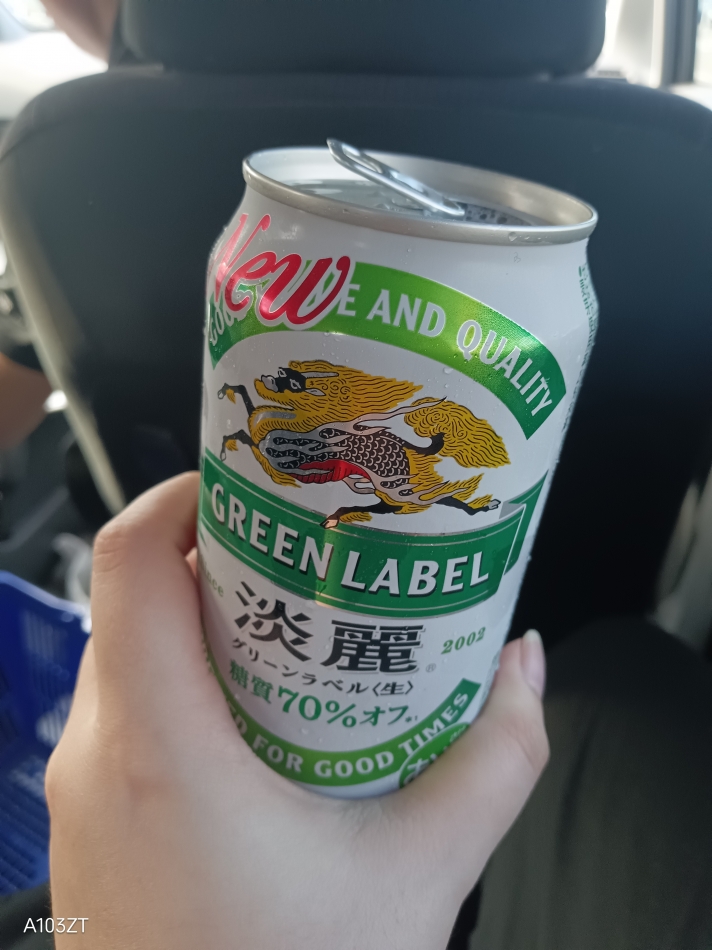 New
E AND QUALITY
GREEN LABEL
淡麗®
2002
グリーンラベル〈生〉
糖質70%オフ
FOR GOOD TIMES
A103ZT